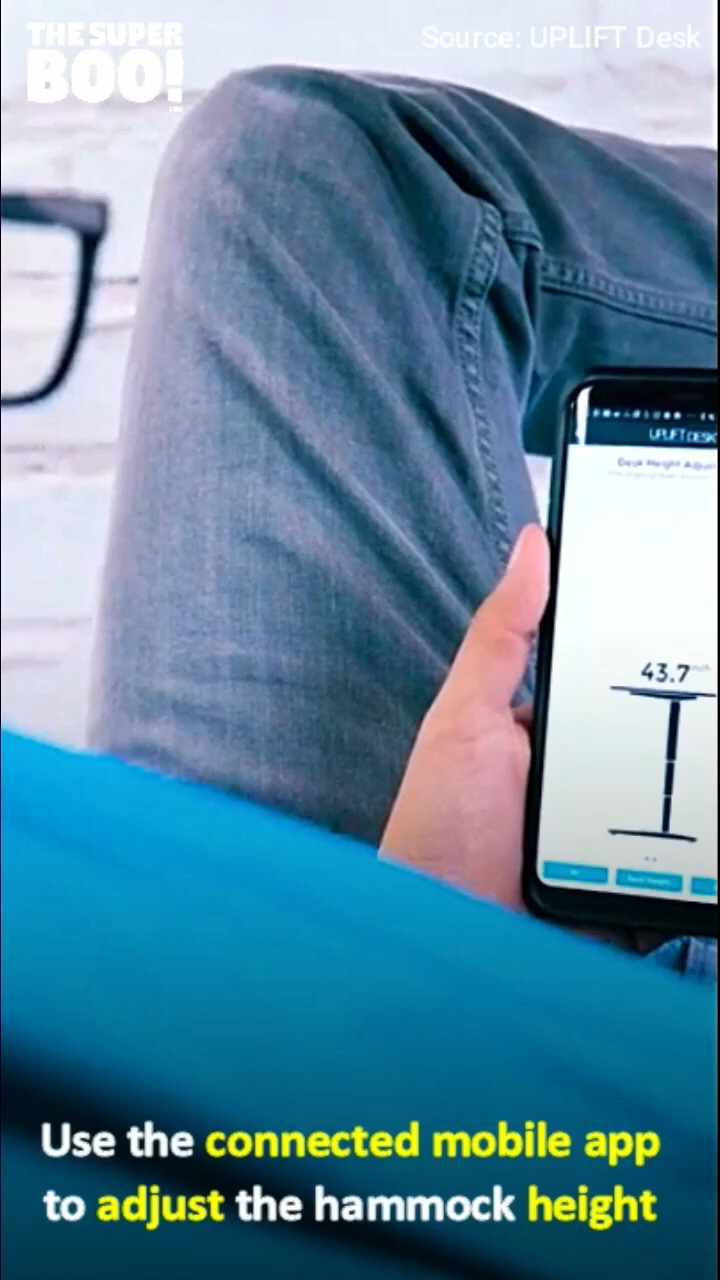 THE SUPER
BOO!
Source: UPLIFT Desk
UPLIFT DESK
Desk Height Adjus
43.7
Use the connected mobile app
to adjust the hammock height